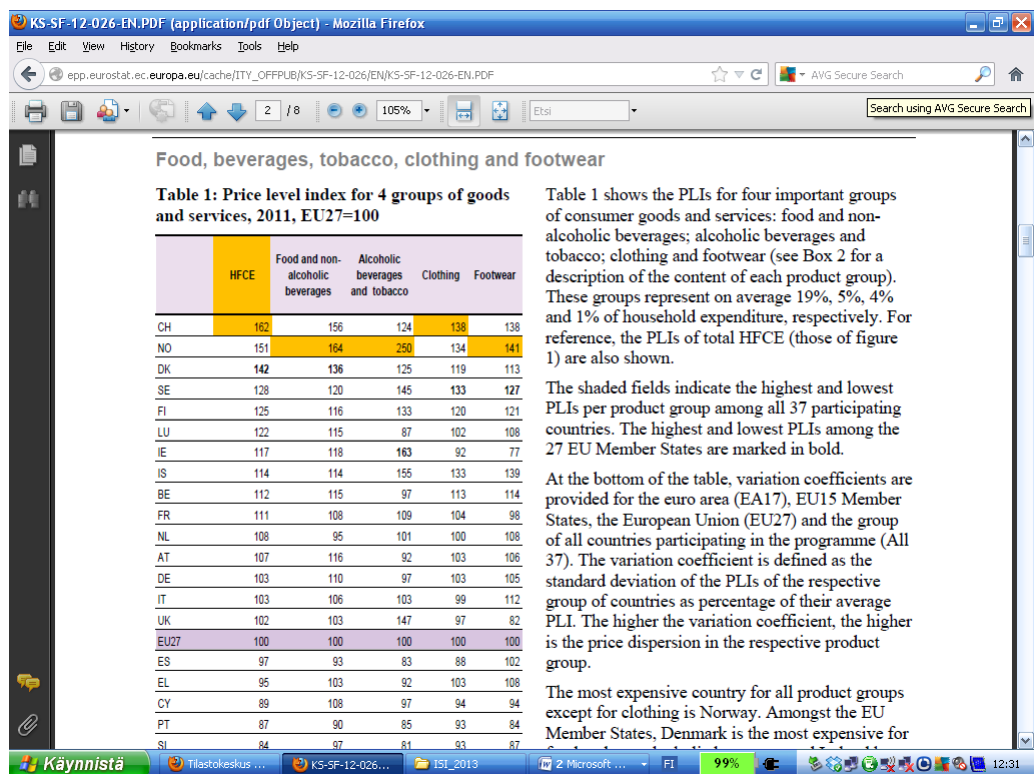 KS-SF-12-026-EN.PDF (application/pdf Object) - Mozilla Firefox
File Edit View History Bookmarks Tools Help
epp.eurostat.ec.europa.eu/cache/ITY_OFFPUB/KS-SF-12-026/EN/KS-SF-12-026-EN.PDF
AVG Secure Search
2 / 8 105% Etsi
Search using AVG Secure Search
Food, beverages, tobacco, clothing and footwear
Table 1: Price level index for 4 groups of goods
and services, 2011, EU27=100
HFCE Food and non-alcoholic beverages Alcoholic beverages and tobacco Clothing Footwear
CH 162 156 124 138 138
NO 151 164 250 134 141
DK 142 136 125 119 113
SE 128 120 145 133 127
FI 125 116 133 120 121
LU 122 115 87 102 108
IE 117 118 163 92 77
IS 114 114 155 133 139
BE 112 115 97 113 114
FR 111 108 109 104 98
NL 108 95 101 100 108
AT 107 116 92 103 106
DE 103 110 97 103 105
IT 103 106 103 99 112
UK 102 103 147 97 82
EU27 100 100 100 100 100
ES 97 93 83 88 102
EL 95 103 92 103 108
CY 89 108 97 94 94
PT 87 90 85 93 84
SI 84 97 81 93 87
Table 1 shows the PLIs for four important groups
of consumer goods and services: food and non-
alcoholic beverages; alcoholic beverages and
tobacco; clothing and footwear (see Box 2 for a
description of the content of each product group).
These groups represent on average 19%, 5%, 4%
and 1% of household expenditure, respectively. For
reference, the PLIs of total HFCE (those of figure
1) are also shown.
The shaded fields indicate the highest and lowest
PLIs per product group among all 37 participating
countries. The highest and lowest PLIs among the
27 EU Member States are marked in bold.
At the bottom of the table, variation coefficients are
provided for the euro area (EA17), EU15 Member
States, the European Union (EU27) and the group
of all countries participating in the programme (All
37). The variation coefficient is defined as the
standard deviation of the PLIs of the respective
group of countries as percentage of their average
PLI. The higher the variation coefficient, the higher
is the price dispersion in the respective product
group.
The most expensive country for all product groups
except for clothing is Norway. Amongst the EU
Member States, Denmark is the most expensive for
Käynnistä Tilastokeskus ... KS-SF-12-026... ISI_2013 2 Microsoft ... FI 99% 12:31